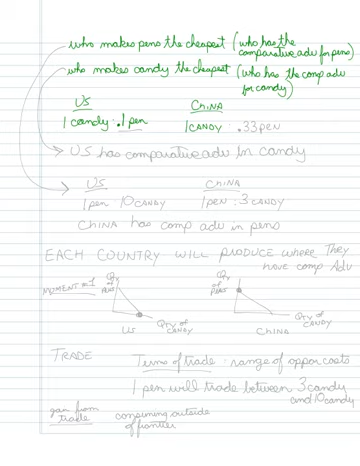 who makes pens the cheapest (who has the
comparative adv for pens)
who makes candy the cheapest (who has the comp adv
for candy)
US CHINA
1 candy : .1 pen 1 CANDY : .33 PEN
US has comparative adv for candy
US CHINA
1 pen : 10 CANDY 1 PEN : 3 CANDY
CHINA has comp adv in pens
EACH COUNTRY WILL PRODUCE WHERE THEY
HAVE COMP ADV
MOMENT #1 Qty of PENS Qty of PENS
Qty of CANDY Qty of CANDY
US CHINA
TRADE Terms of trade : range of oppor costs
1 pen will trade between 3 candy
and 10 candy
gain from trade consuming outside
of frontier